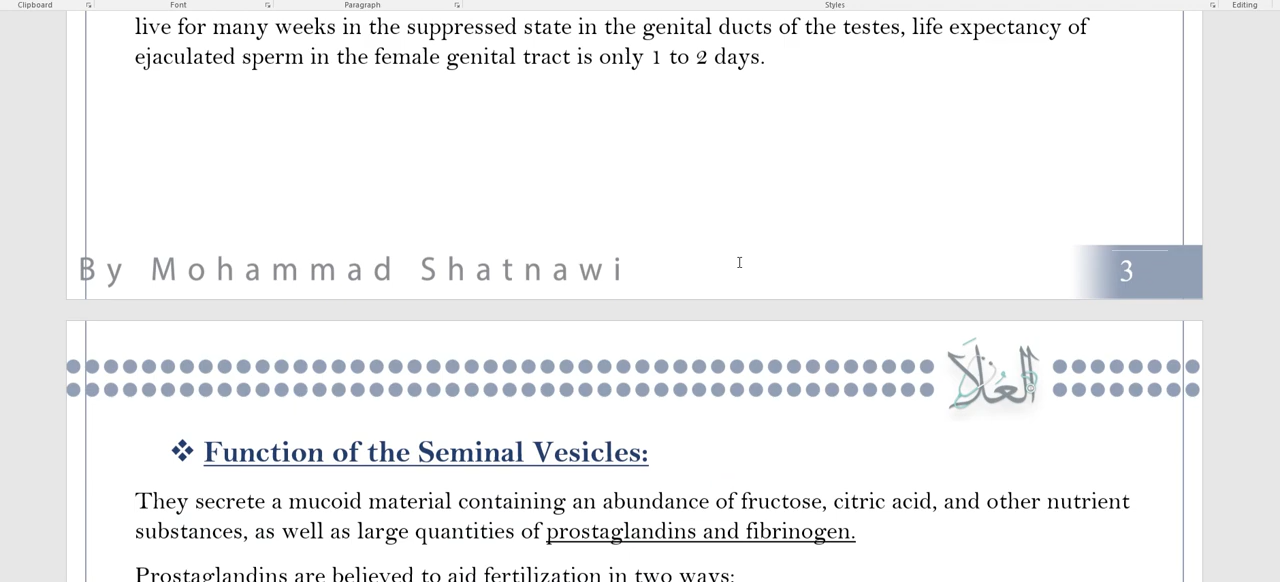 Clipboard Font Paragraph Styles Editing
live for many weeks in the suppressed state in the genital ducts of the testes, life expectancy of
ejaculated sperm in the female genital tract is only 1 to 2 days.
By Mohammad Shatnawi
3
العلا
❖ Function of the Seminal Vesicles:
They secrete a mucoid material containing an abundance of fructose, citric acid, and other nutrient
substances, as well as large quantities of prostaglandins and fibrinogen.
Prostaglandins are believed to aid fertilization in two ways: